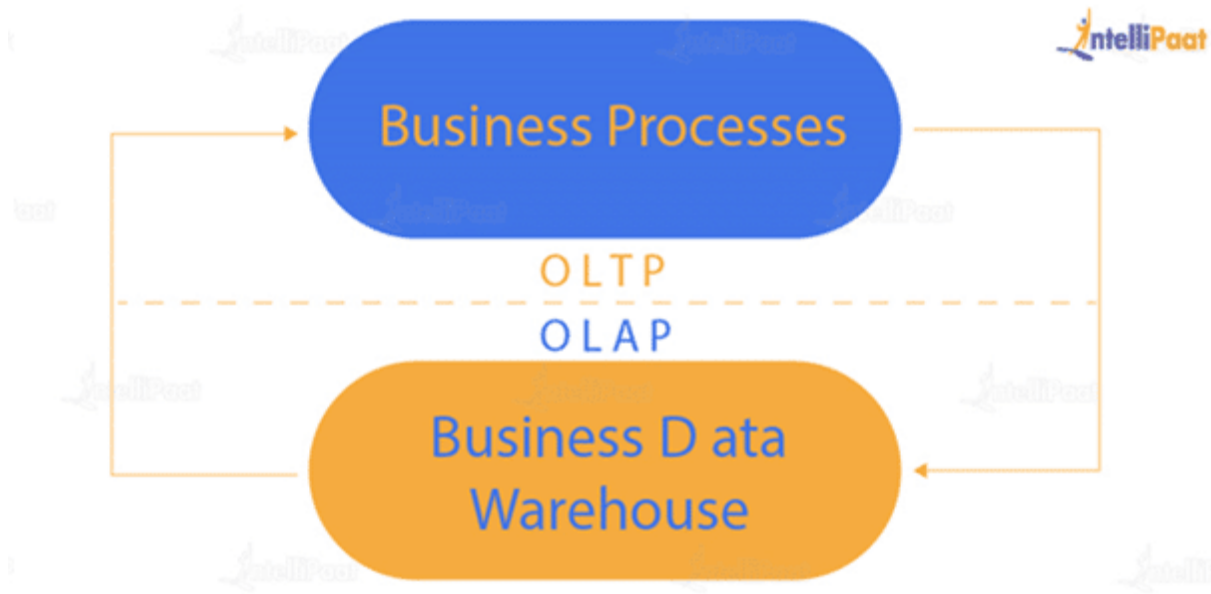 IntelliPaat
Business Processes
OLTP
OLAP
Business D ata
Warehouse